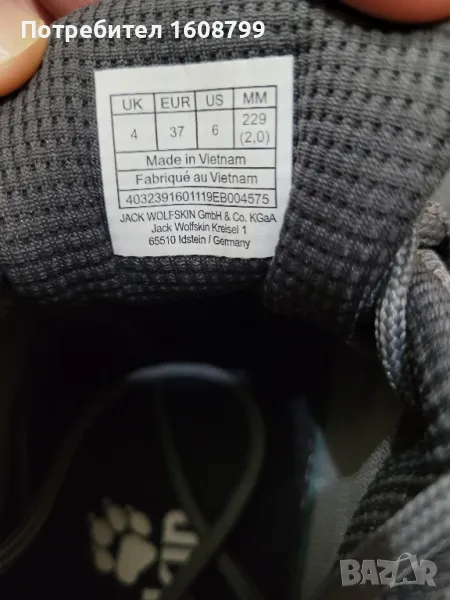 Потребител 1608799
UK EUR US MM
4 37 6 229 (2,0)
Made in Vietnam
Fabriqué au Vietnam
4032391601119EB004575
JACK WOLFSKIN GmbH & Co. KGaA
Jack Wolfskin Kreisel 1
65510 Idstein / Germany
BAZAR